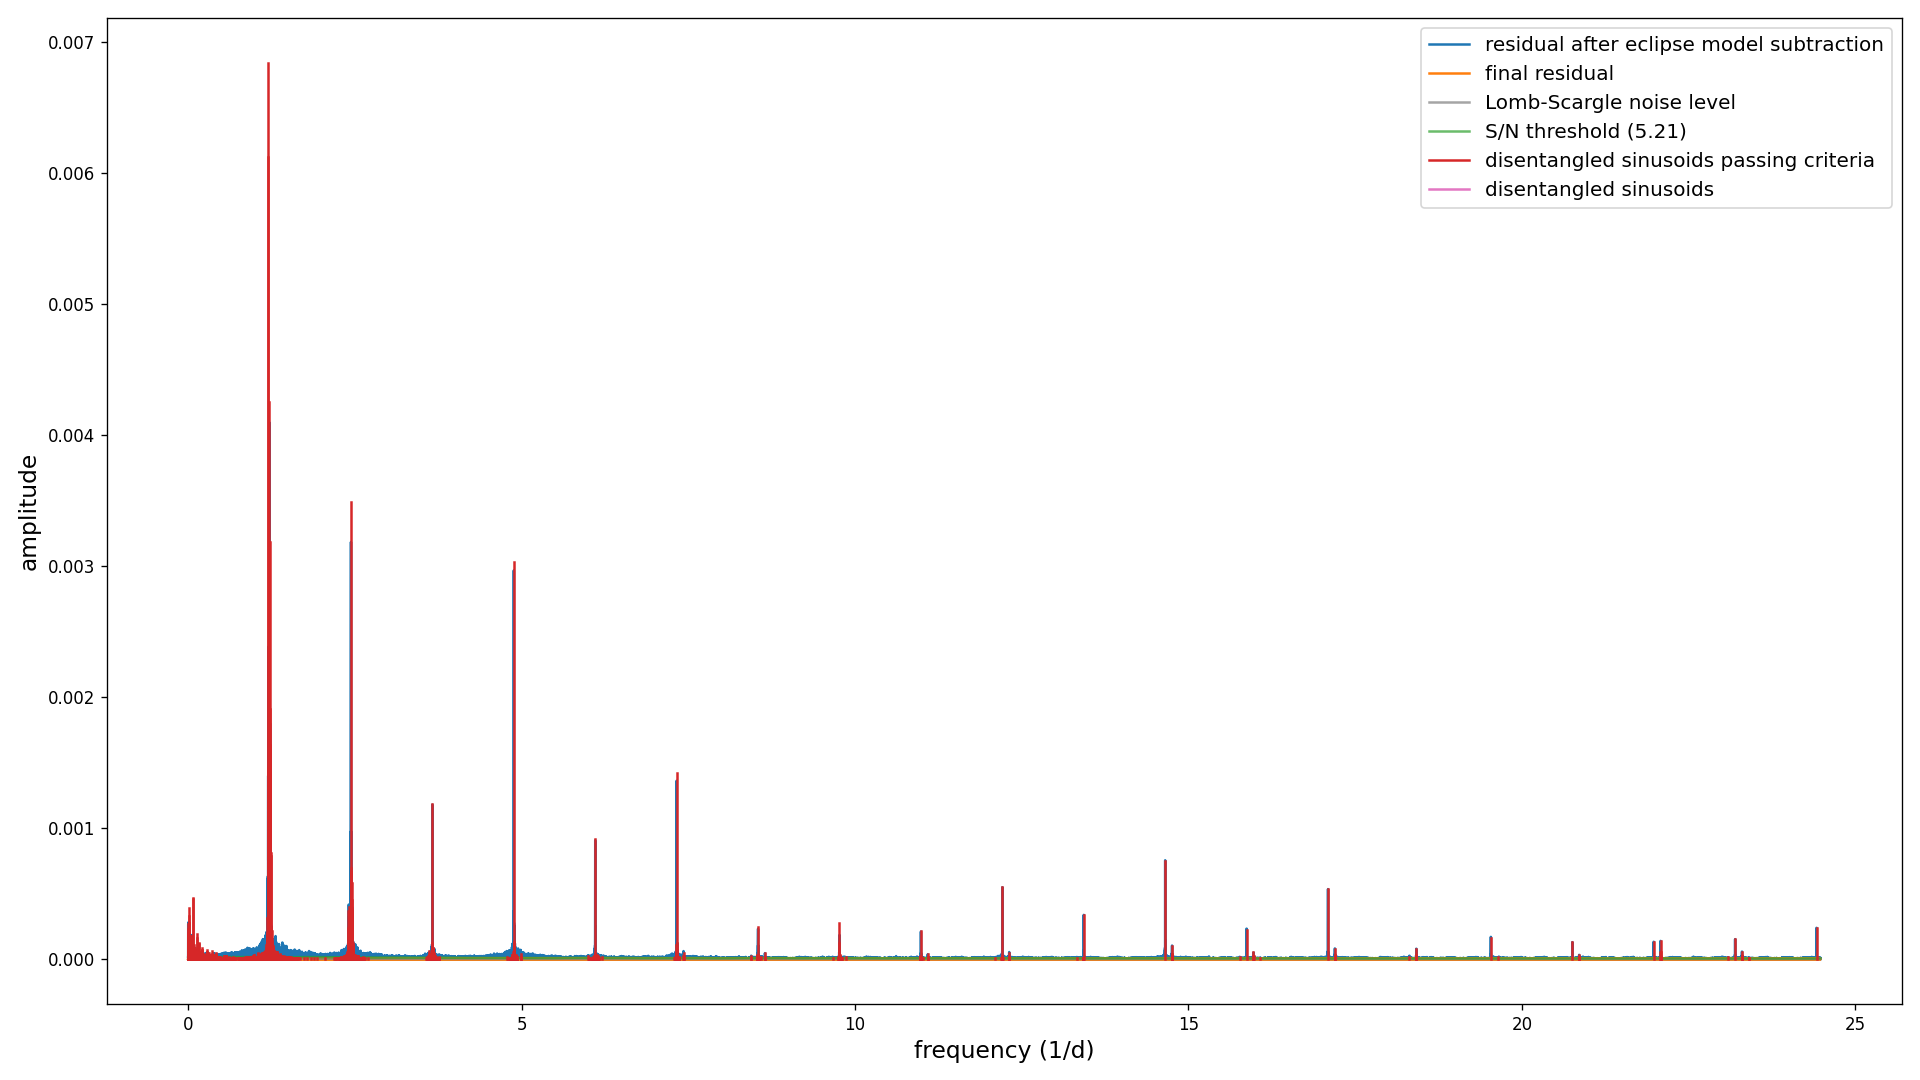 0.007
0.006
0.005
0.004
0.003
0.002
0.001
0.000
amplitude
0
5
10
15
20
25
frequency (1/d)
residual after eclipse model subtraction
final residual
Lomb-Scargle noise level
S/N threshold (5.21)
disentangled sinusoids passing criteria
disentangled sinusoids